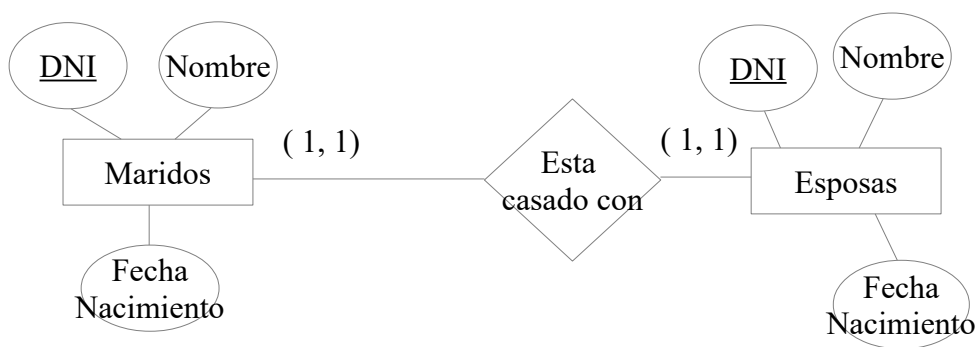 DNI
Nombre
DNI
Nombre
( 1, 1)
( 1, 1)
Maridos
Esta
casado con
Esposas
Fecha
Nacimiento
Fecha
Nacimiento